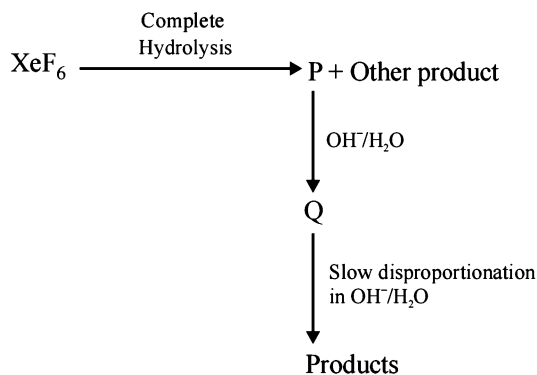 Complete
Hydrolysis
XeF₆
P + Other product
OH⁻/H₂O
Q
Slow disproportionation
in OH⁻/H₂O
Products